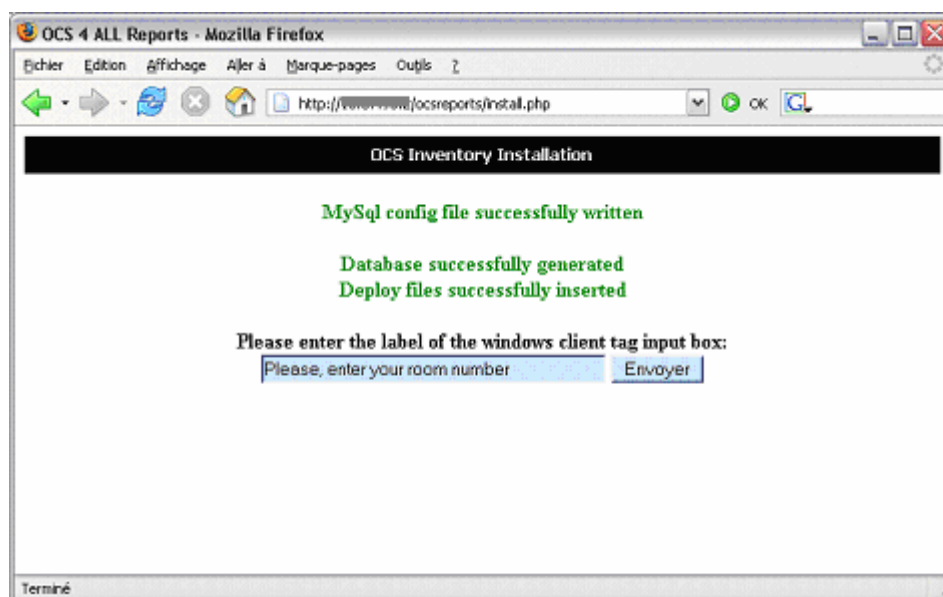 OCS 4 ALL Reports - Mozilla Firefox
Fichier Edition Affichage Aller à Marque-pages Outils ?
http:// /ocsreports/install.php OK G
OCS Inventory Installation
MySql config file successfully written
Database successfully generated
Deploy files successfully inserted
Please enter the label of the windows client tag input box:
Please, enter your room number Envoyer
Terminé